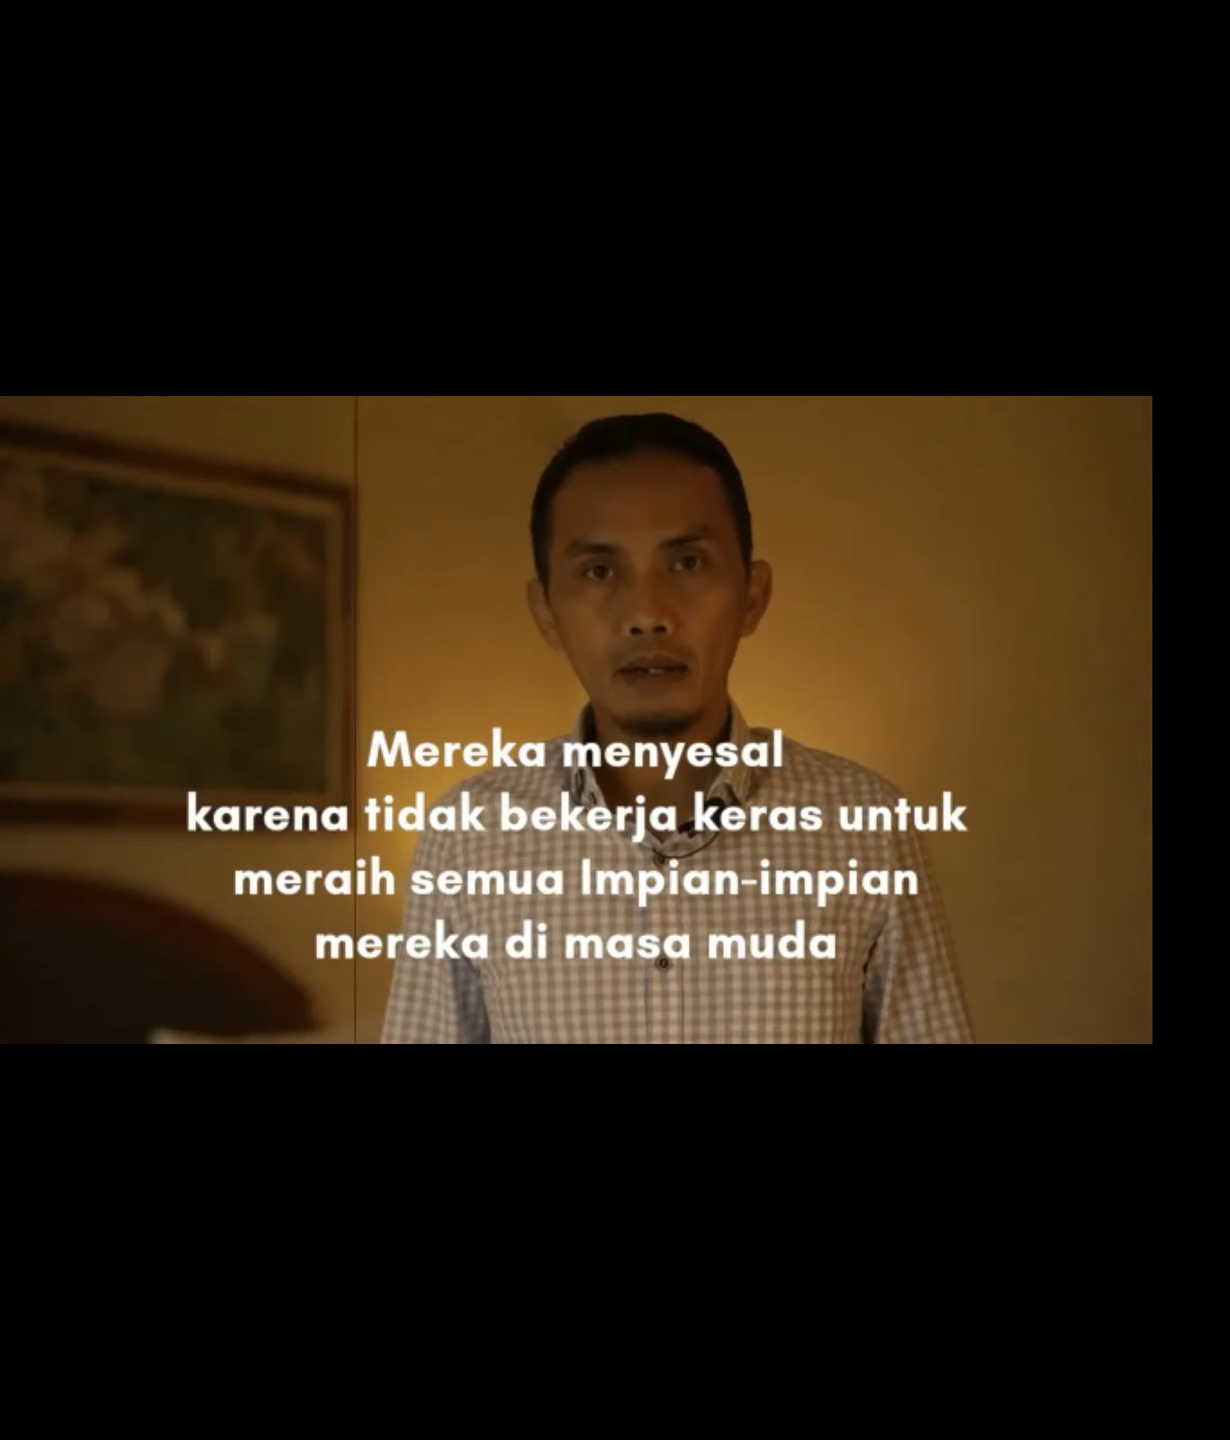 Mereka menyesal
karena tidak bekerja keras untuk
meraih semua Impian-impian
mereka di masa muda